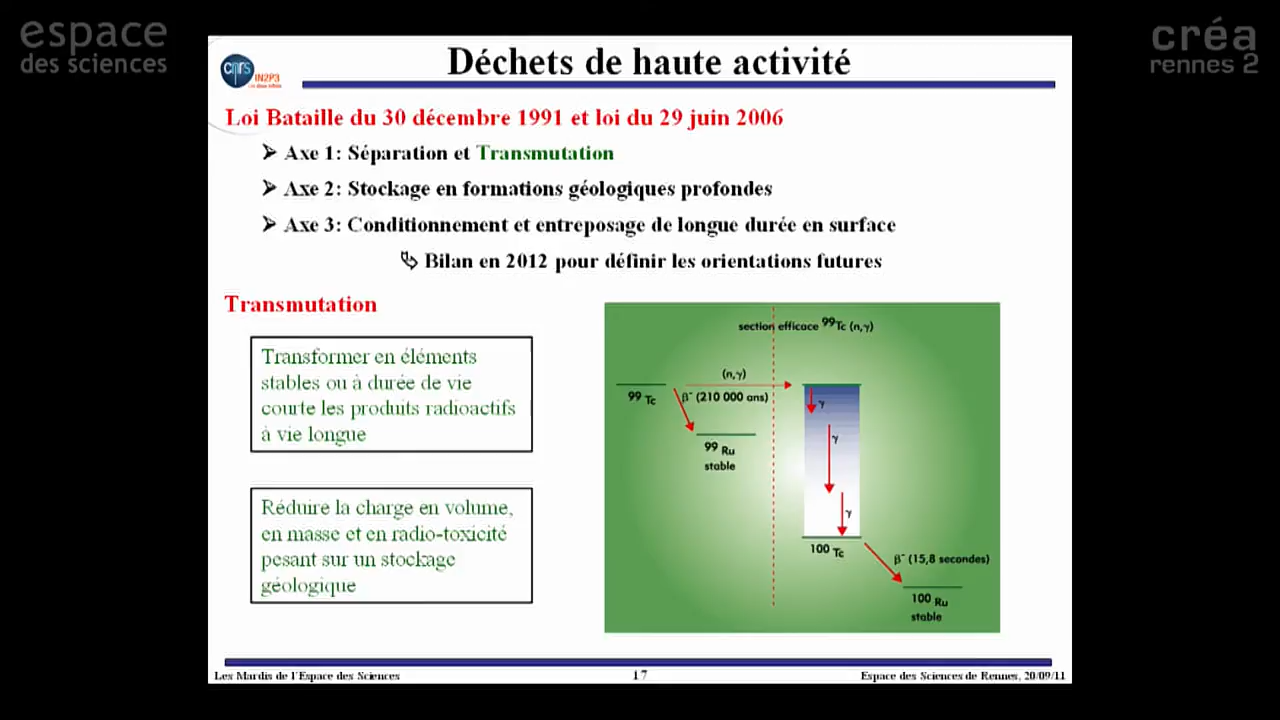 espace
des sciences
créa
rennes 2
cnrs
IN2P3
Déchets de haute activité
Loi Bataille du 30 décembre 1991 et loi du 29 juin 2006
Axe 1: Séparation et Transmutation
Axe 2: Stockage en formations géologiques profondes
Axe 3: Conditionnement et entreposage de longue durée en surface
Bilan en 2012 pour définir les orientations futures
Transmutation
Transformer en éléments
stables ou à durée de vie
courte les produits radioactifs
à vie longue
Réduire la charge en volume,
en masse et en radio-toxicité
pesant sur un stockage
géologique
section efficace 99Tc (n,γ)
(n,γ)
99 Tc
β- (210 000 ans)
γ
γ
99 Ru
stable
γ
100 Tc
β- (15,8 secondes)
100 Ru
stable
Les Mardis de l'Espace des Sciences
17
Espace des Sciences de Rennes, 20/09/11